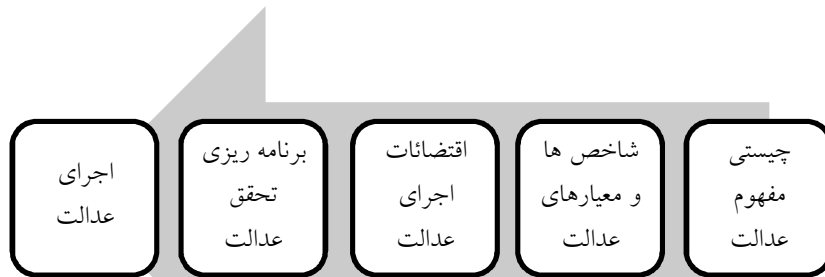 چیستی
مفهوم
عدالت
شاخص ها
و معیارهای
عدالت
اقتضائات
اجرای
عدالت
برنامه ریزی
تحقق
عدالت
اجرای
عدالت